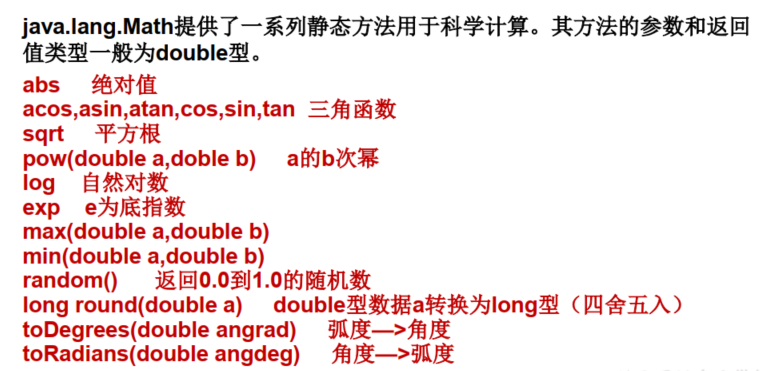 java.lang.Math提供了一系列静态方法用于科学计算。其方法的参数和返回
值类型一般为double型。
abs 绝对值
acos,asin,atan,cos,sin,tan 三角函数
sqrt 平方根
pow(double a,doble b) a的b次幂
log 自然对数
exp e为底指数
max(double a,double b)
min(double a,double b)
random() 返回0.0到1.0的随机数
long round(double a) double型数据a转换为long型（四舍五入）
toDegrees(double angrad) 弧度—>角度
toRadians(double angdeg) 角度—>弧度